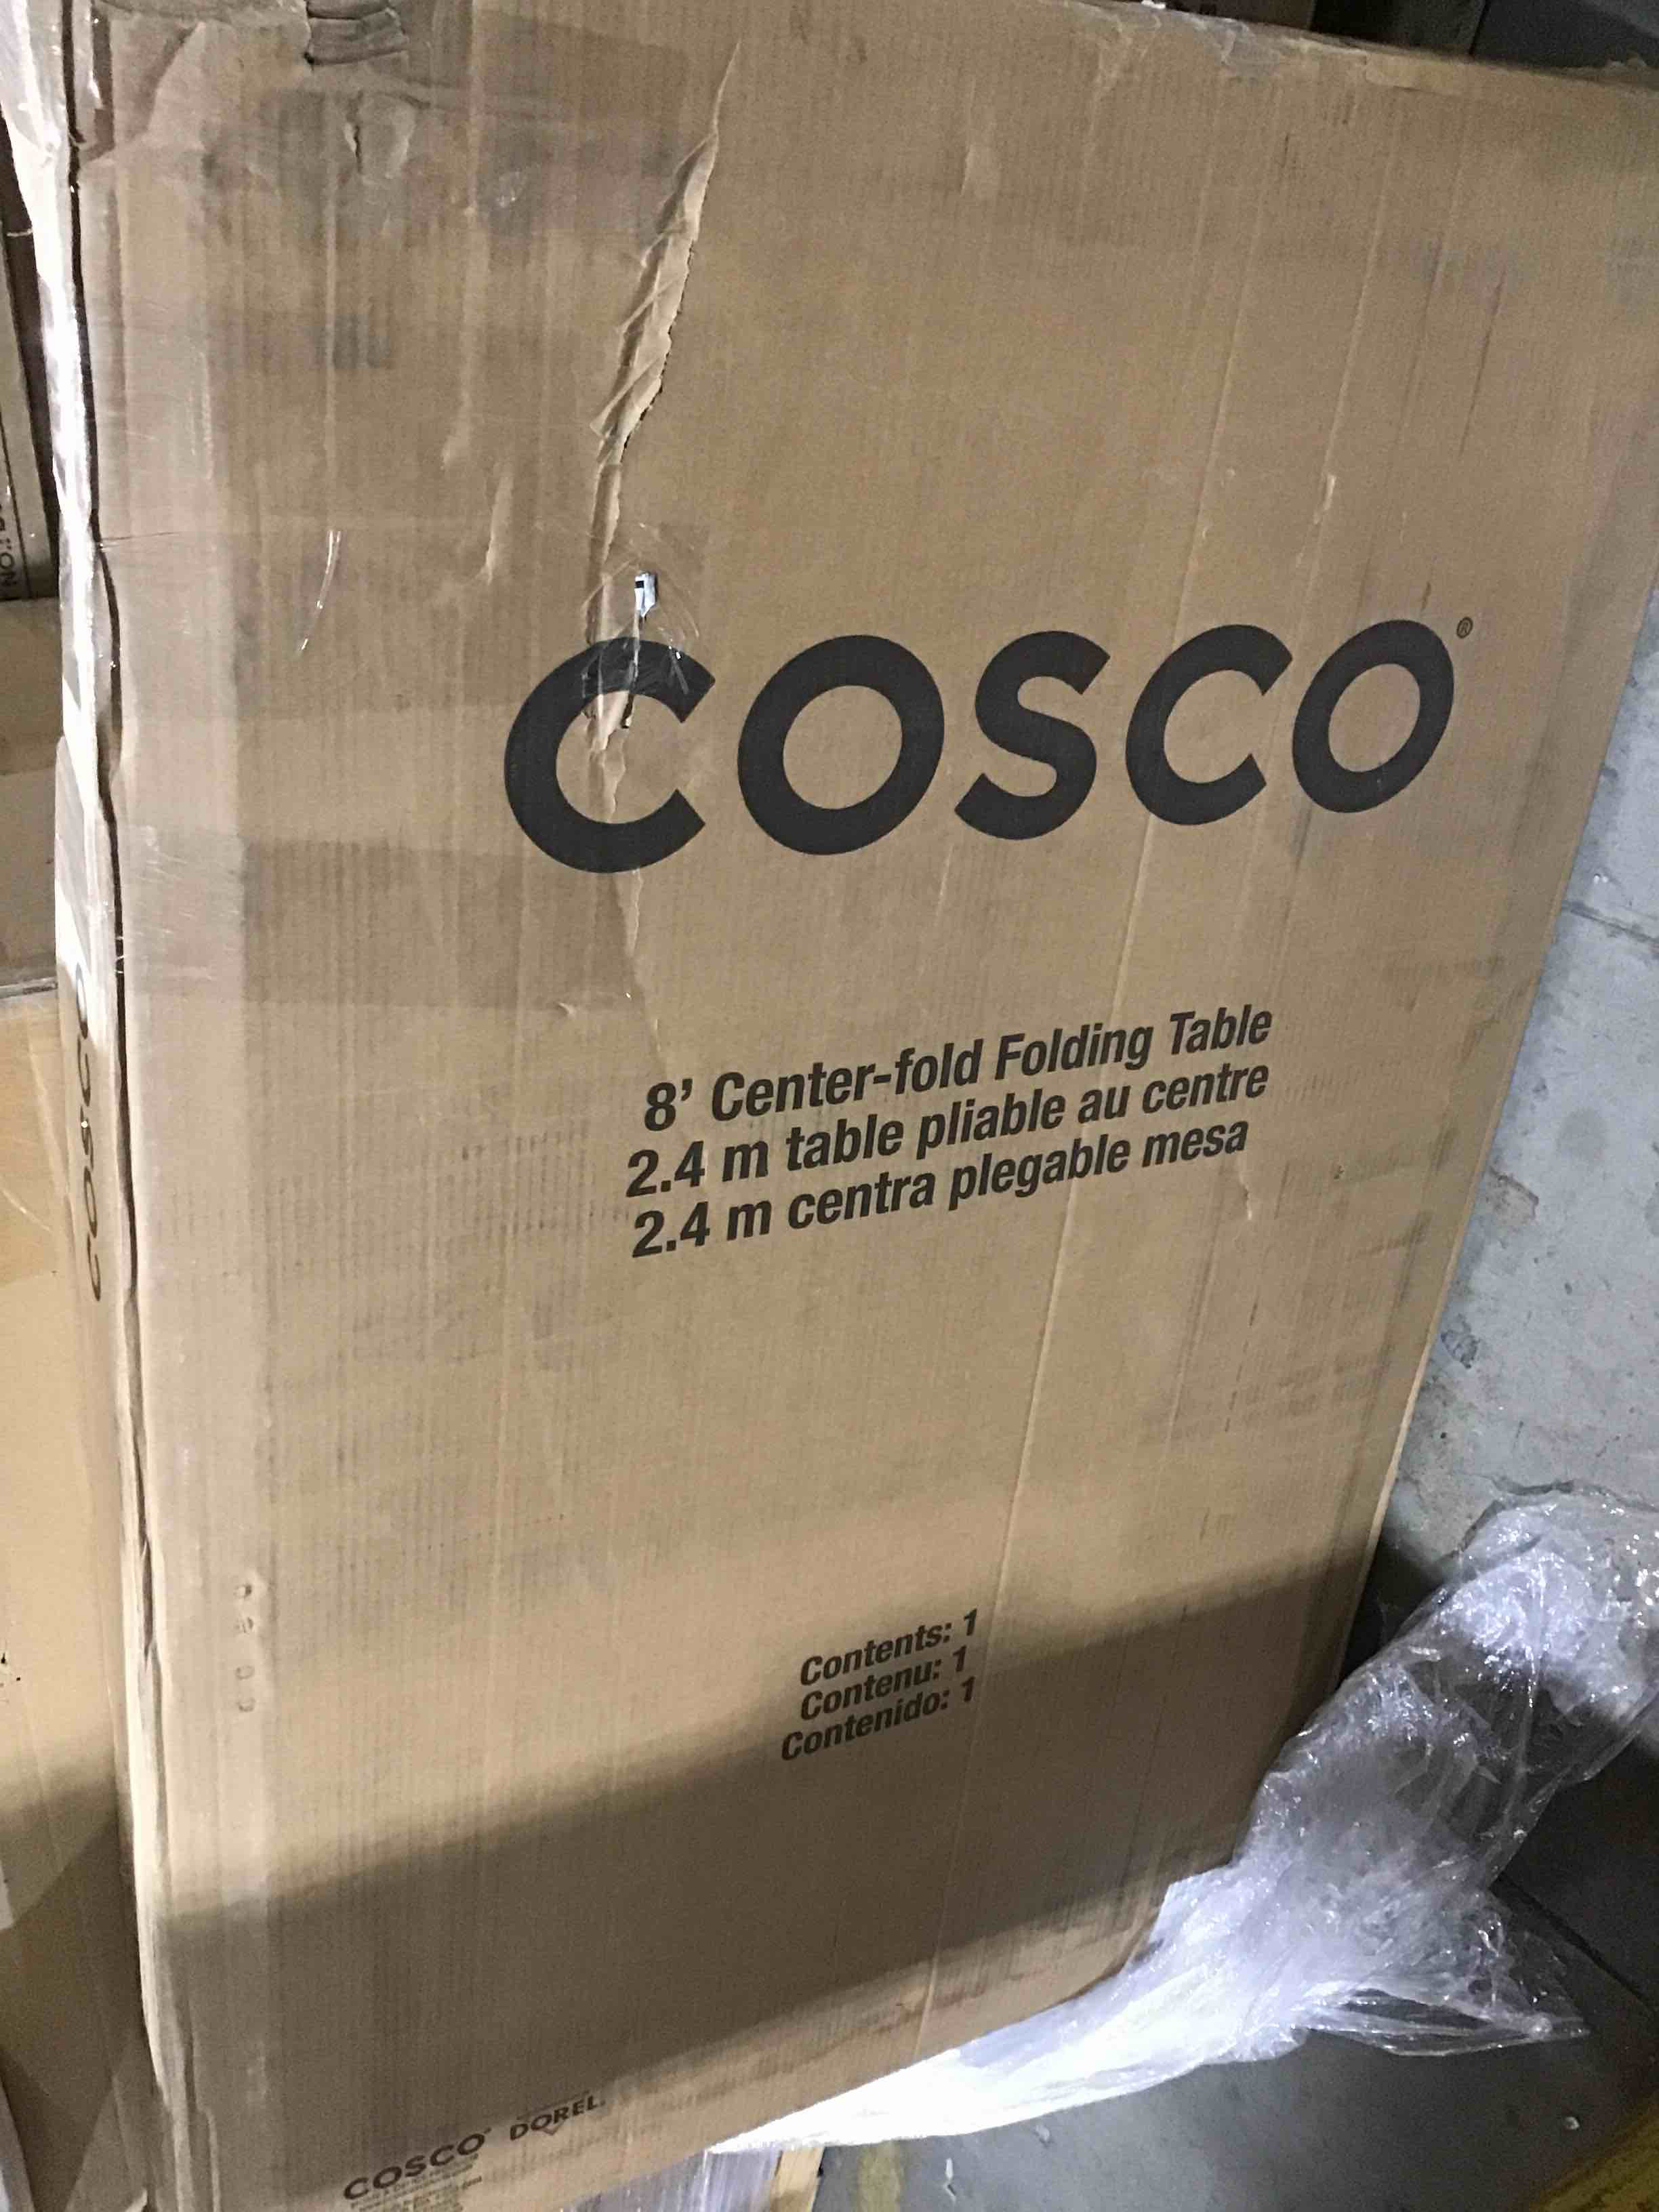 COSCO®
8’ Center-fold Folding Table
2.4 m table pliable au centre
2.4 m centra plegable mesa
Contents: 1
Contenu: 1
Contenido: 1
COSCO
DOREL
COSCO